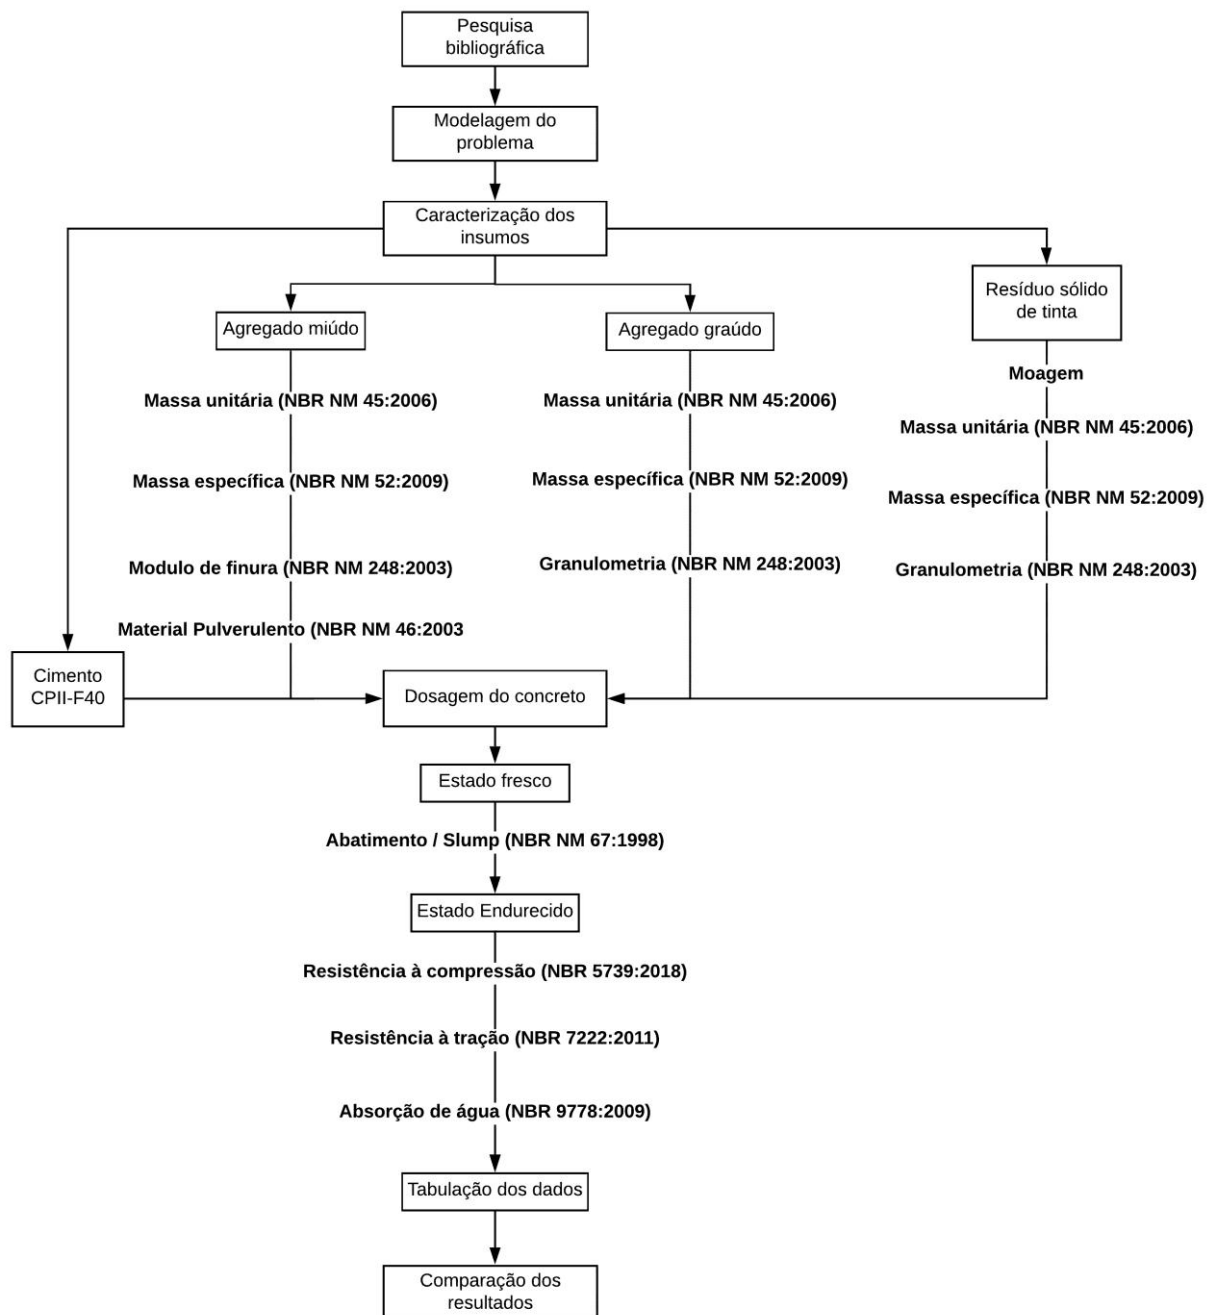 Pesquisa
bibliográfica
Modelagem do
problema
Caracterização dos
insumos
Agregado miúdo
Massa unitária (NBR NM 45:2006)
Massa específica (NBR NM 52:2009)
Modulo de finura (NBR NM 248:2003)
Material Pulverulento (NBR NM 46:2003
Agregado graúdo
Massa unitária (NBR NM 45:2006)
Massa específica (NBR NM 52:2009)
Granulometria (NBR NM 248:2003)
Resíduo sólido
de tinta
Moagem
Massa unitária (NBR NM 45:2006)
Massa específica (NBR NM 52:2009)
Granulometria (NBR NM 248:2003)
Cimento
CPII-F40
Dosagem do concreto
Estado fresco
Abatimento / Slump (NBR NM 67:1998)
Estado Endurecido
Resistência à compressão (NBR 5739:2018)
Resistência à tração (NBR 7222:2011)
Absorção de água (NBR 9778:2009)
Tabulação dos dados
Comparação dos
resultados